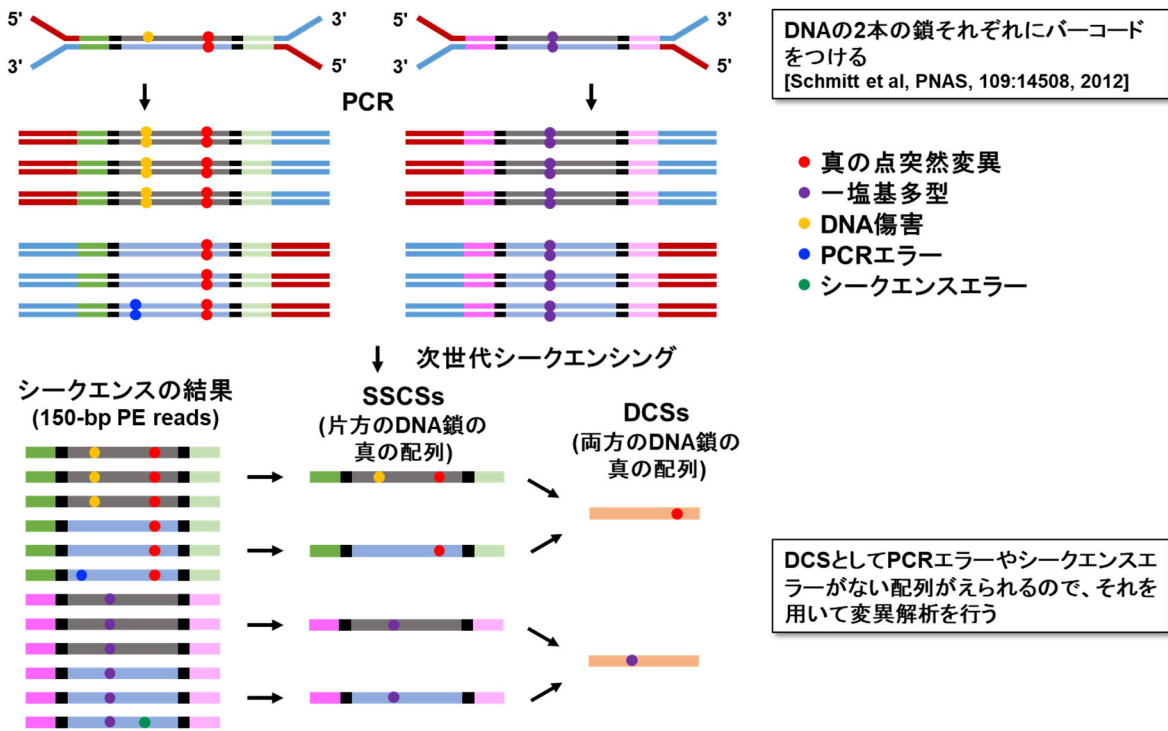 5'
3'
3'
5'
5'
3'
3'
5'
PCR
DNAの2本の鎖それぞれにバーコード
をつける
[Schmitt et al, PNAS, 109:14508, 2012]
真の点突然変異
一塩基多型
DNA傷害
PCRエラー
シークエンスエラー
次世代シークエンシング
シークエンスの結果
(150-bp PE reads)
SSCSs
(片方のDNA鎖の
真の配列)
DCSs
(両方のDNA鎖の
真の配列)
DCSとしてPCRエラーやシークエンスエ
ラーがない配列がえられるので、それを
用いて変異解析を行う